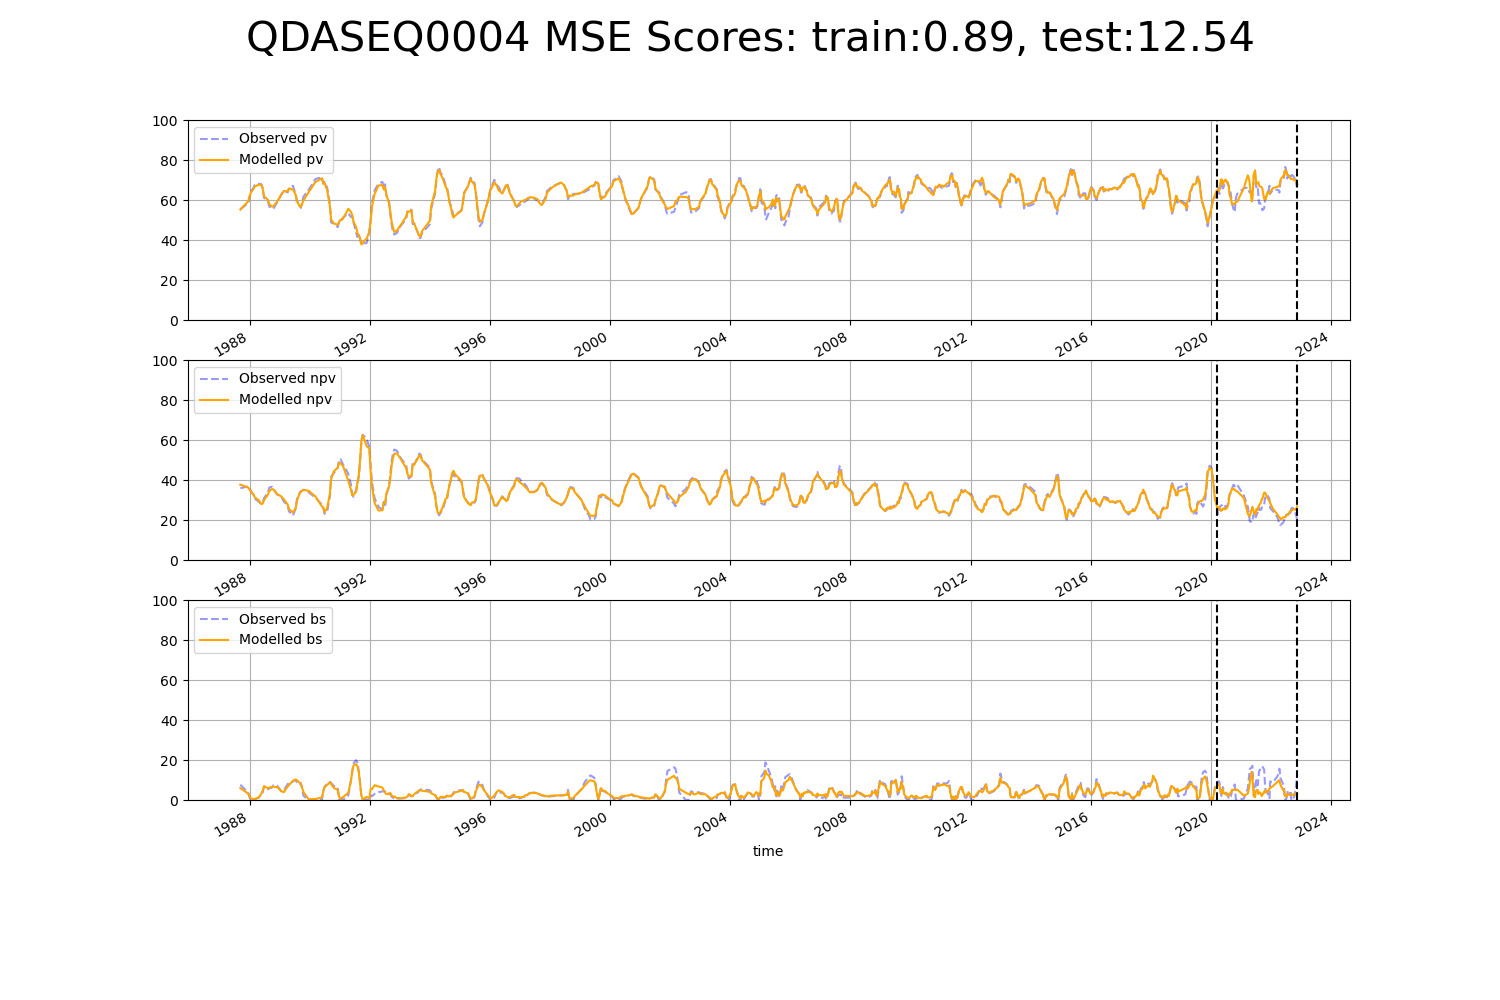 QDASEQ0004 MSE Scores: train:0.89, test:12.54
100
80
60
40
20
0
Observed pv
Modelled pv
1988 1992 1996 2000 2004 2008 2012 2016 2020 2024
100
80
60
40
20
0
Observed npv
Modelled npv
1988 1992 1996 2000 2004 2008 2012 2016 2020 2024
100
80
60
40
20
0
Observed bs
Modelled bs
1988 1992 1996 2000 2004 2008 2012 2016 2020 2024
time